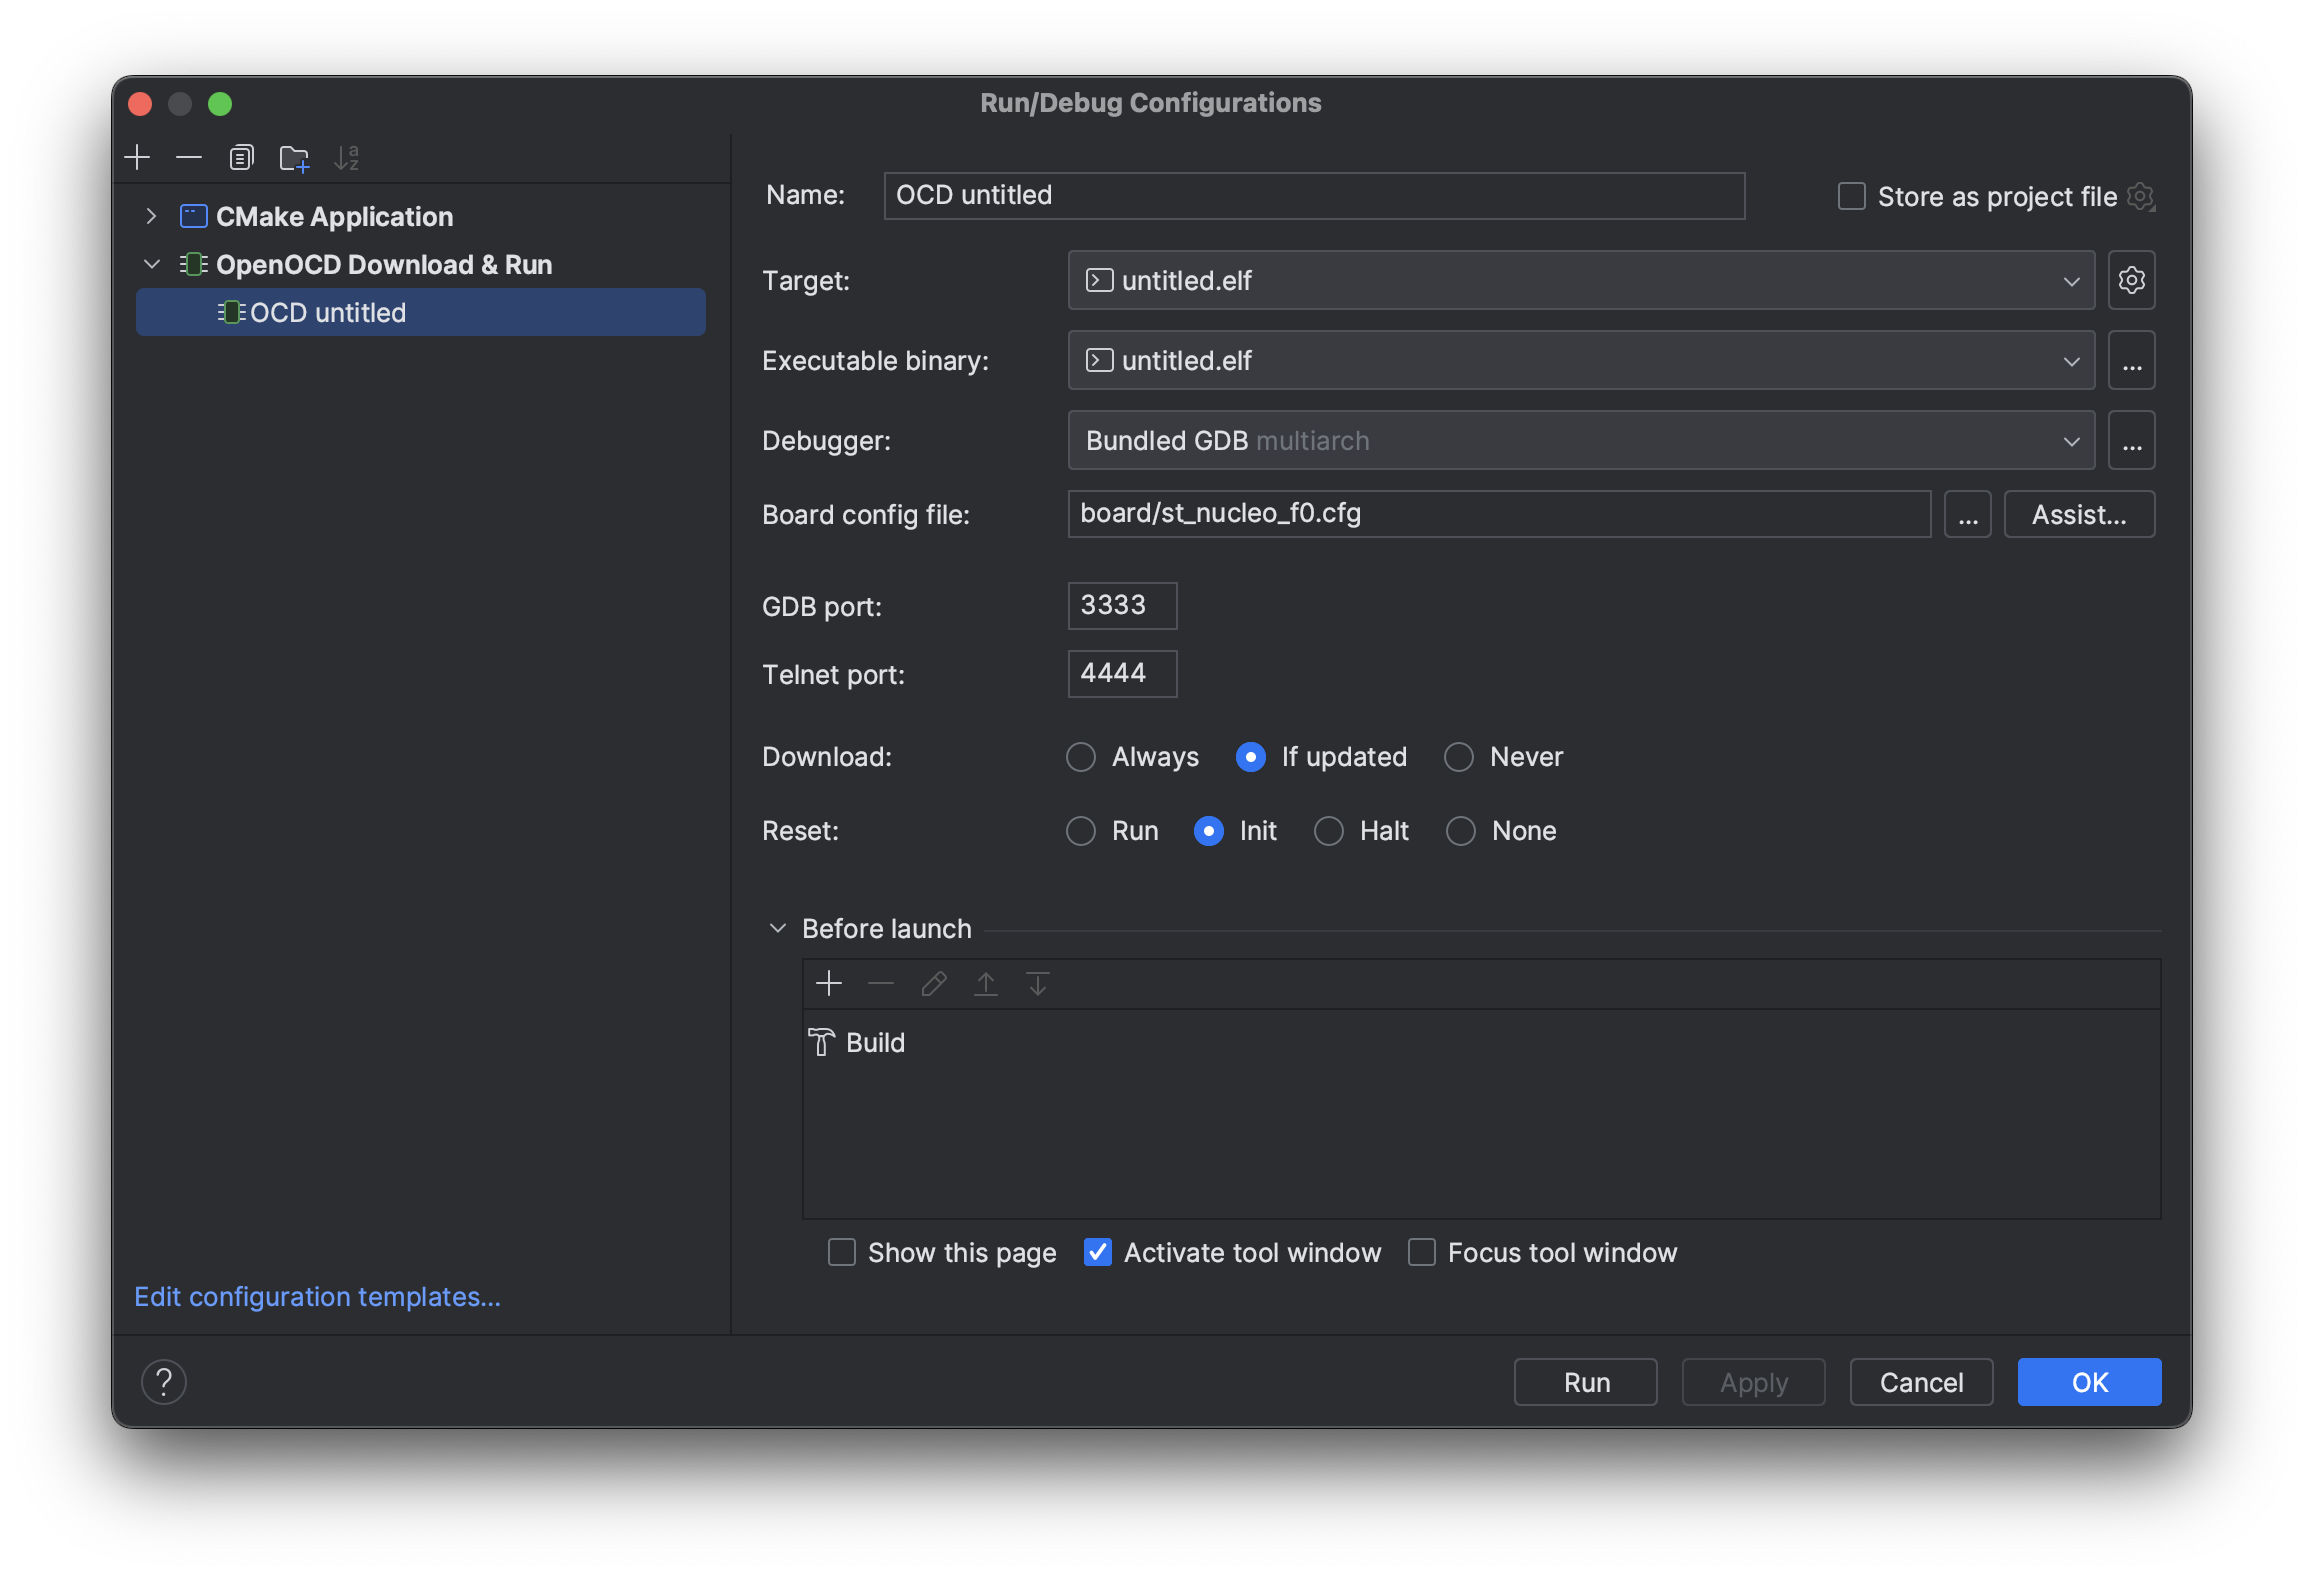 Run/Debug Configurations
CMake Application
OpenOCD Download & Run
OCD untitled
Edit configuration templates...
Name: OCD untitled Store as project file
Target: untitled.elf
Executable binary: untitled.elf ...
Debugger: Bundled GDB multiarch ...
Board config file: board/st_nucleo_f0.cfg ... Assist...
GDB port: 3333
Telnet port: 4444
Download: Always If updated Never
Reset: Run Init Halt None
Before launch
Build
Show this page Activate tool window Focus tool window
? Run Apply Cancel OK